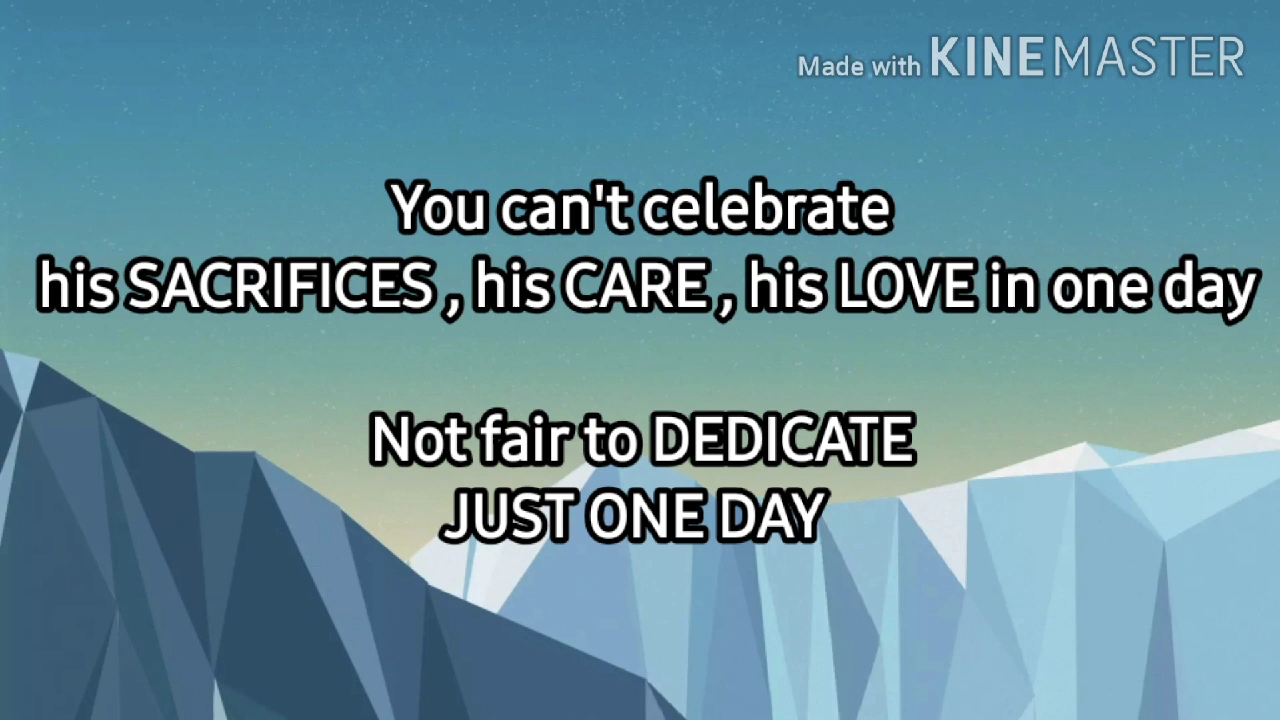 Made with KINEMASTER
You can't celebrate
his SACRIFICES , his CARE , his LOVE in one day
Not fair to DEDICATE
JUST ONE DAY